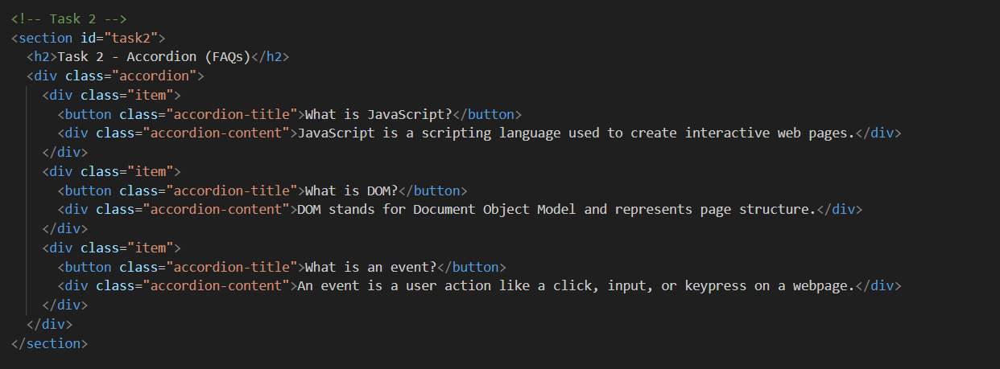 <!-- Task 2 -->
<section id="task2">
  <h2>Task 2 - Accordion (FAQs)</h2>
  <div class="accordion">
    <div class="item">
      <button class="accordion-title">What is JavaScript?</button>
      <div class="accordion-content">JavaScript is a scripting language used to create interactive web pages.</div>
    </div>
    <div class="item">
      <button class="accordion-title">What is DOM?</button>
      <div class="accordion-content">DOM stands for Document Object Model and represents page structure.</div>
    </div>
    <div class="item">
      <button class="accordion-title">What is an event?</button>
      <div class="accordion-content">An event is a user action like a click, input, or keypress on a webpage.</div>
    </div>
  </div>
</section>